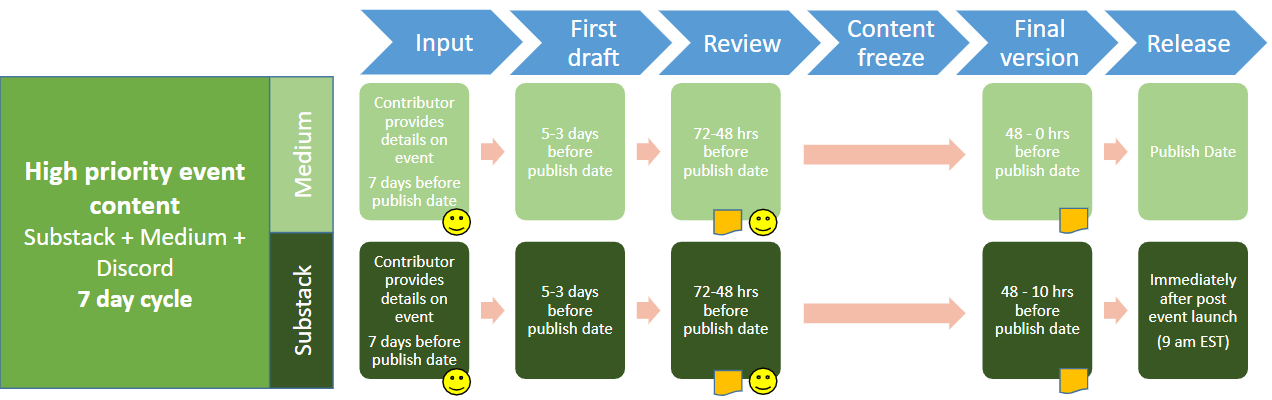 Input
First
draft
Review
Content
freeze
Final
version
Release
High priority event
content
Substack + Medium +
Discord
7 day cycle
Medium
Contributor
provides
details on
event
7 days before
publish date
5-3 days
before
publish date
72-48 hrs
before
publish date
48 - 0 hrs
before
publish date
Publish Date
Substack
Contributor
provides
details on
event
7 days before
publish date
5-3 days
before
publish date
72-48 hrs
before
publish date
48 - 10 hrs
before
publish date
Immediately
after post
event launch
(9 am EST)